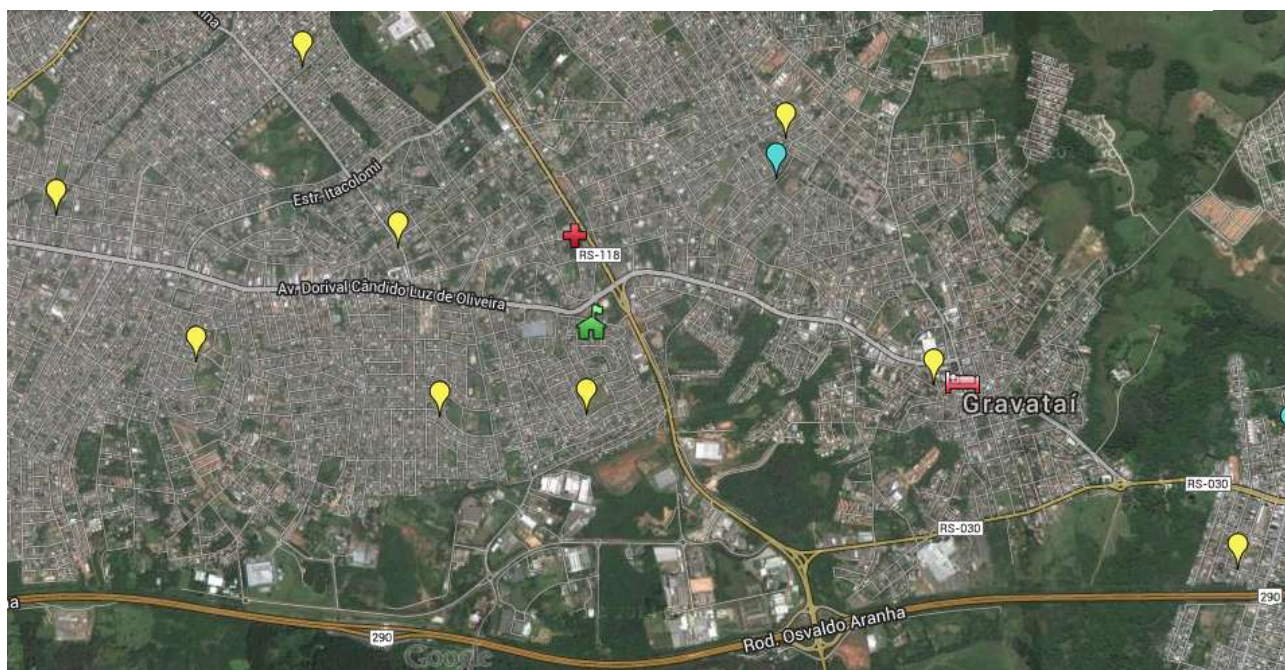 Estr. Itacolomi
RS-118
Av. Dorival Cândido Luz de Oliveira
Gravataí
RS-030
RS-030
290
Rod. Osvaldo Aranha
290
Google